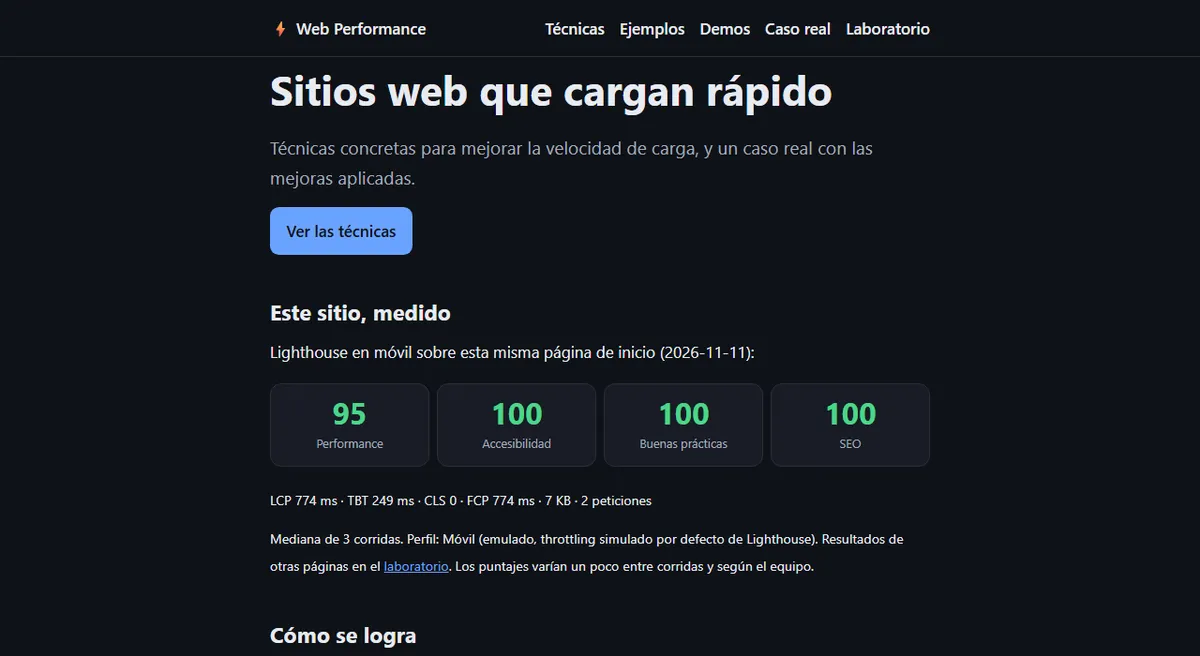 Web Performance
Técnicas Ejemplos Demos Caso real Laboratorio
Sitios web que cargan rápido
Técnicas concretas para mejorar la velocidad de carga, y un caso real con las
mejoras aplicadas.
Ver las técnicas
Este sitio, medido
Lighthouse en móvil sobre esta misma página de inicio (2026-11-11):
95
Performance
100
Accesibilidad
100
Buenas prácticas
100
SEO
LCP 774 ms · TBT 249 ms · CLS 0 · FCP 774 ms · 7 KB · 2 peticiones
Mediana de 3 corridas. Perfil: Móvil (emulado, throttling simulado por defecto de Lighthouse). Resultados de
otras páginas en el laboratorio. Los puntajes varían un poco entre corridas y según el equipo.
Cómo se logra